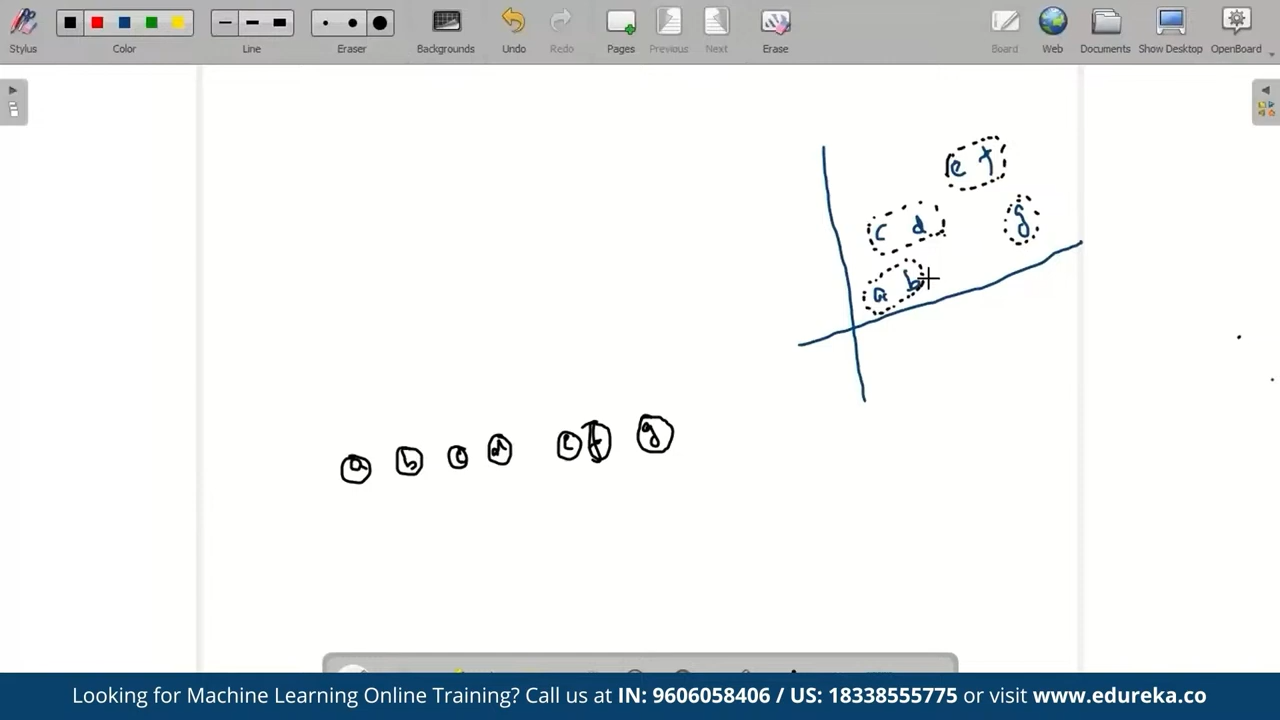 Stylus Color Line Eraser Backgrounds Undo Redo Pages Previous Next Erase Board Web Documents Show Desktop OpenBoard
e f
c d
g
a b
a b c d e f g
Looking for Machine Learning Online Training? Call us at IN: 9606058406 / US: 18338555775 or visit www.edureka.co